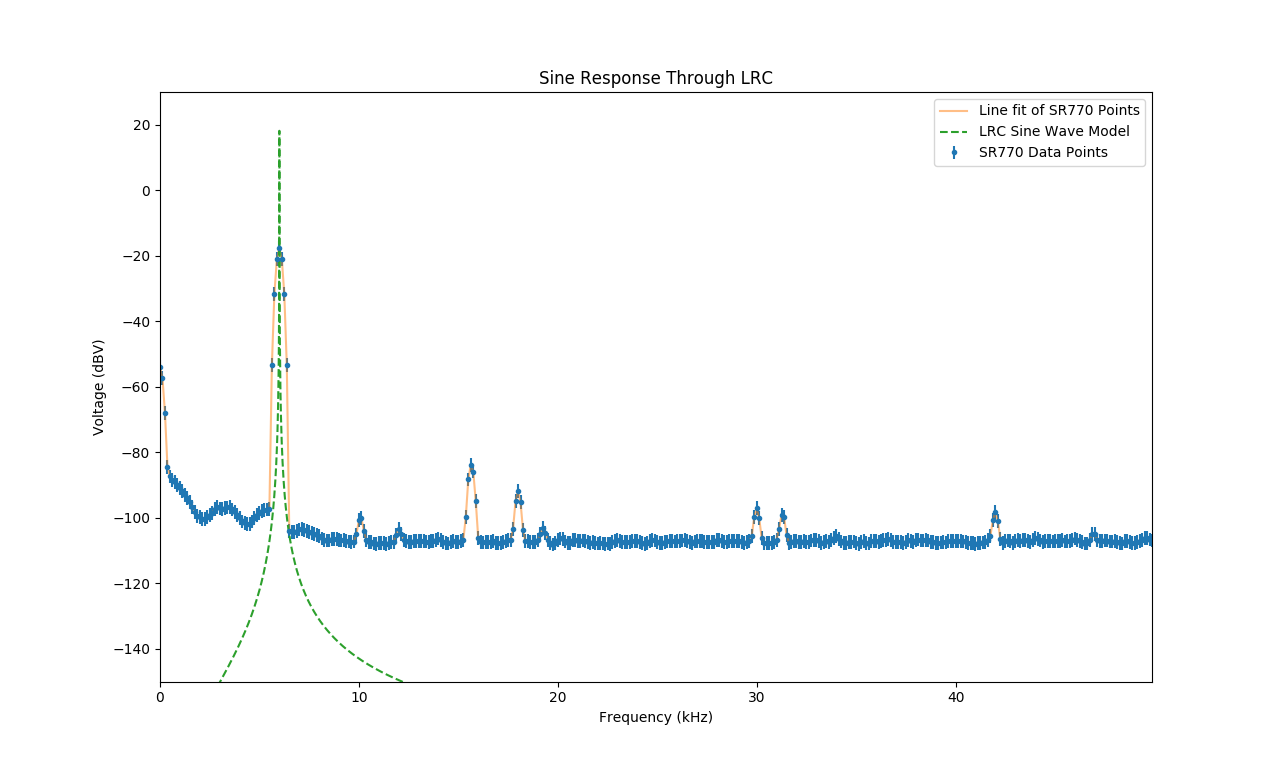 Sine Response Through LRC
Line fit of SR770 Points
LRC Sine Wave Model
SR770 Data Points
Voltage (dBV)
20
0
−20
−40
−60
−80
−100
−120
−140
0 10 20 30 40
Frequency (kHz)